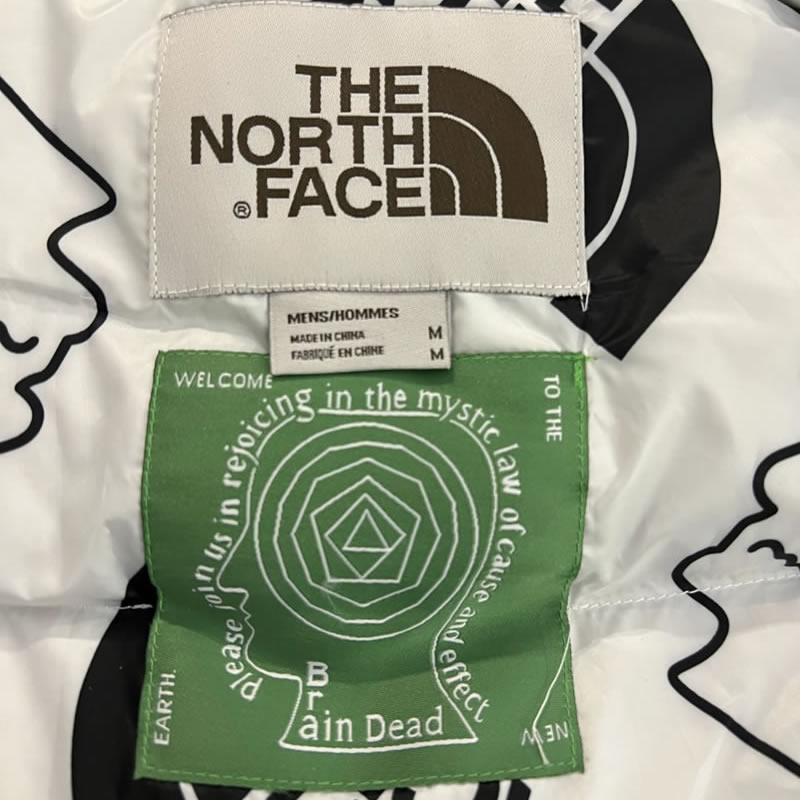 THE
NORTH
FACE
®
MENS/HOMMES
MADE IN CHINA M
FABRIQUÉ EN CHINE M
WELCOME
TO THE
NEW
EARTH.
Please join us in rejoicing in the mystic law of cause and effect
B
r
ain Dead